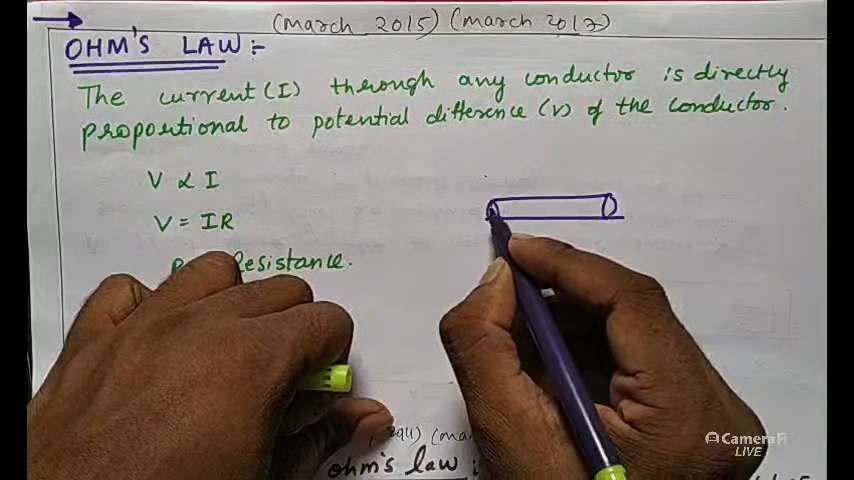 (March 2015) (March 2017)
OHM'S LAW :-
The current (I) through any conductor is directly
proportional to potential difference (V) of the conductor.
V ∝ I
V = IR
Resistance.
(mar
ohm's law :
CameraFi
LIVE